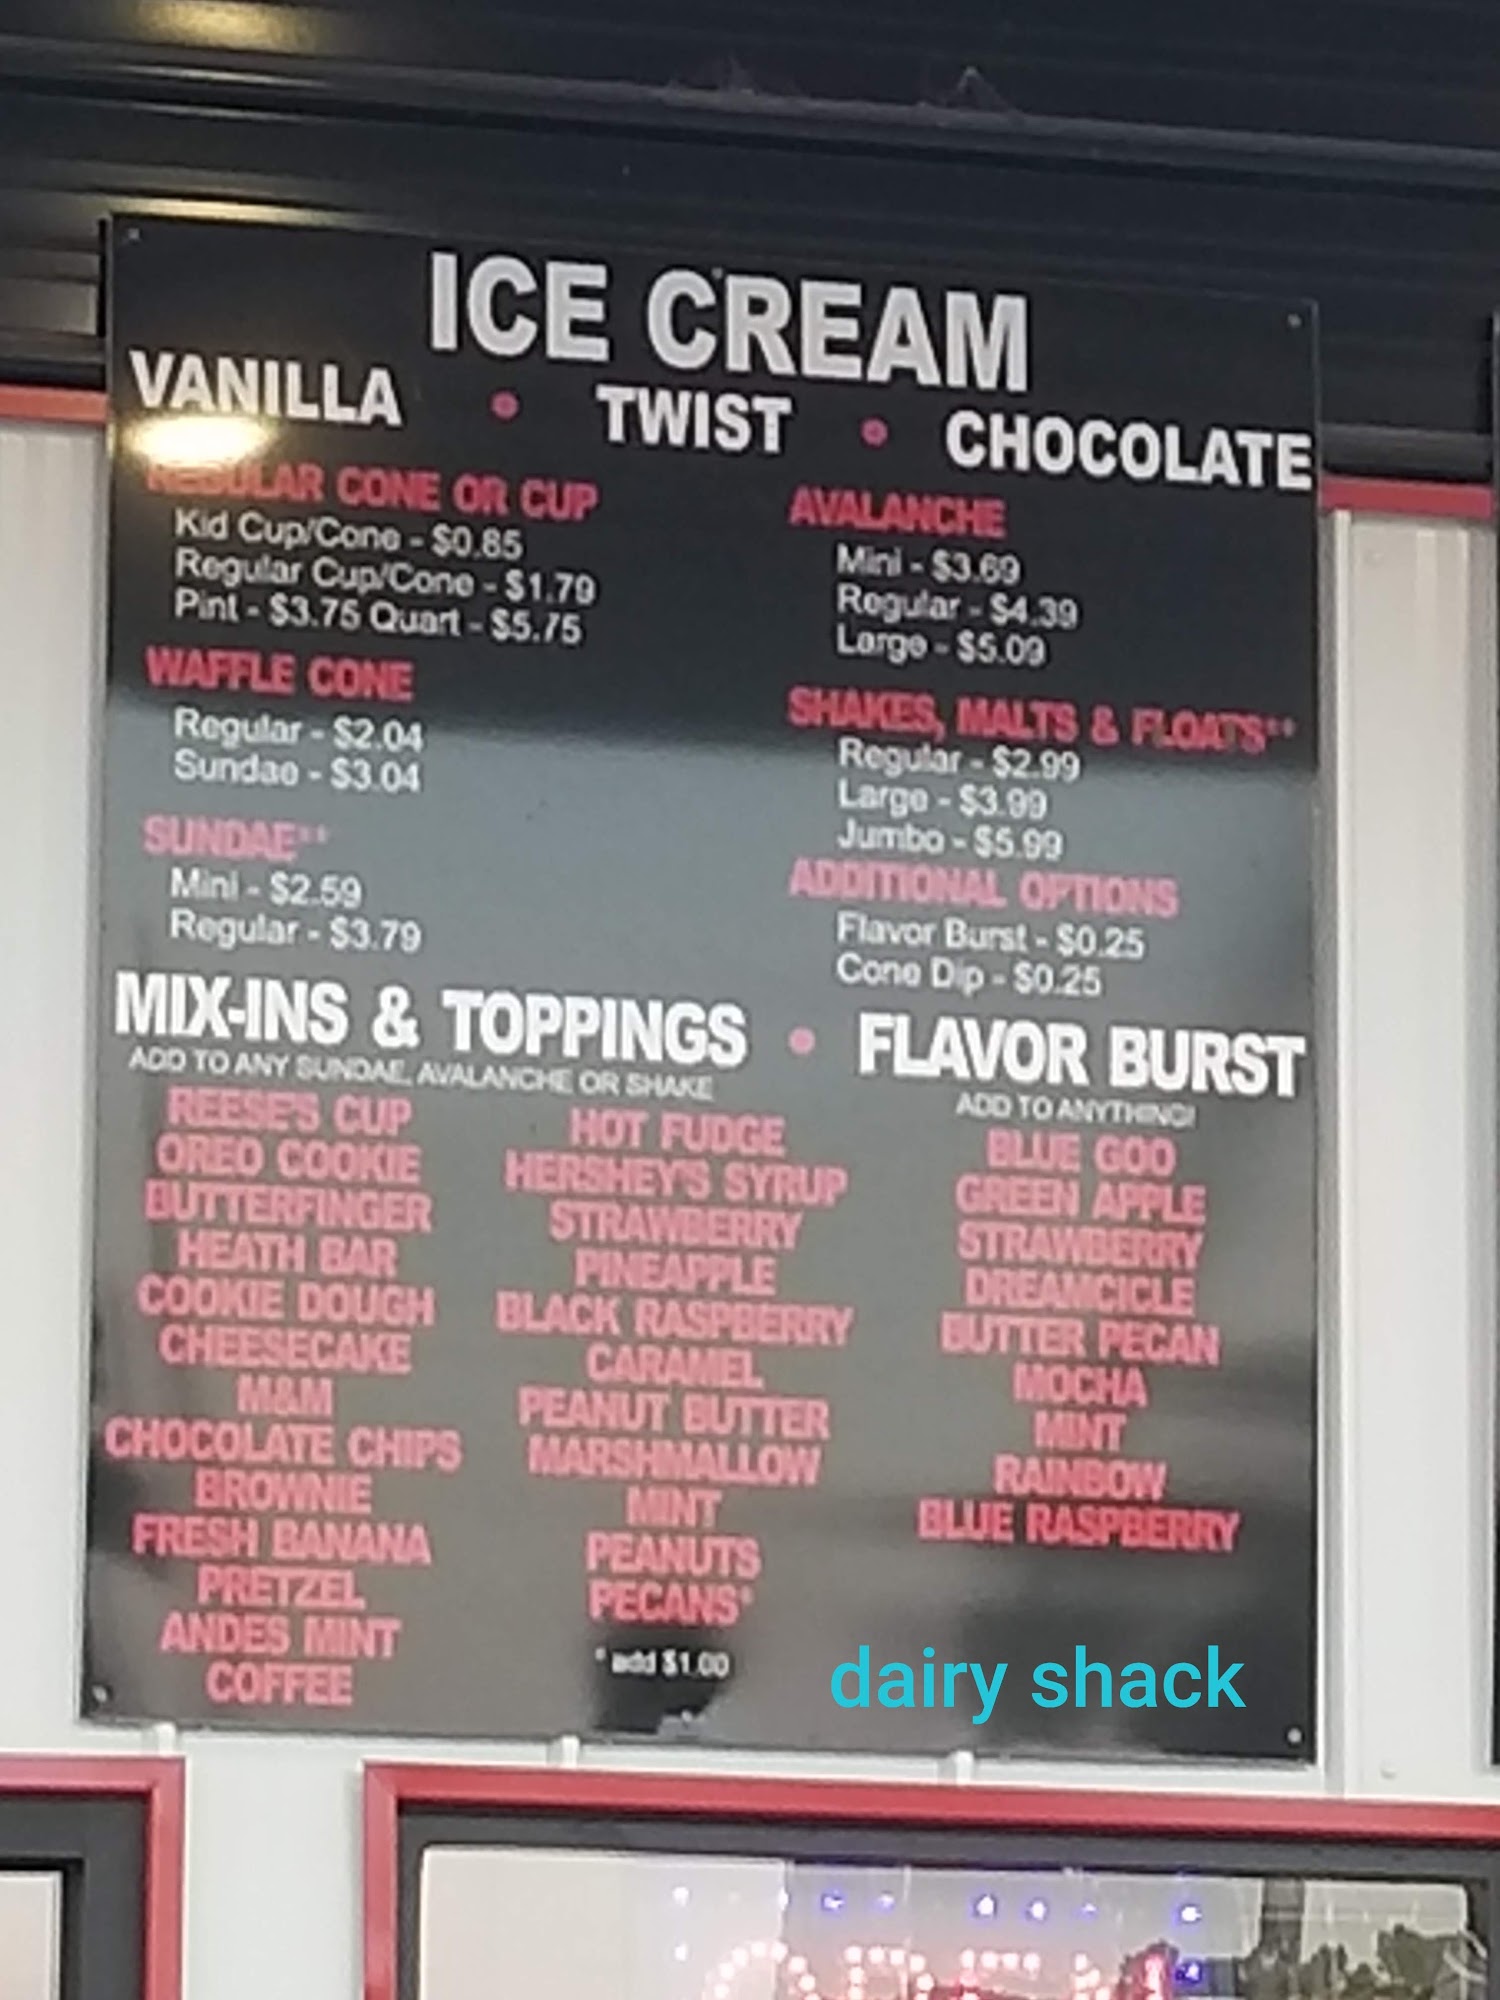 ICE CREAM
VANILLA • TWIST • CHOCOLATE
REGULAR CONE OR CUP
Kid Cup/Cone - $0.85
Regular Cup/Cone - $1.79
Pint - $3.75 Quart - $5.75
WAFFLE CONE
Regular - $2.04
Sundae - $3.04
SUNDAE**
Mini - $2.59
Regular - $3.79
AVALANCHE
Mini - $3.69
Regular - $4.39
Large - $5.09
SHAKES, MALTS & FLOATS**
Regular - $2.99
Large - $3.99
Jumbo - $5.99
ADDITIONAL OPTIONS
Flavor Burst - $0.25
Cone Dip - $0.25
MIX-INS & TOPPINGS • FLAVOR BURST
ADD TO ANY SUNDAE, AVALANCHE OR SHAKE
REESE'S CUP
OREO COOKIE
BUTTERFINGER
HEATH BAR
COOKIE DOUGH
CHEESECAKE
M&M
CHOCOLATE CHIPS
BROWNIE
FRESH BANANA
PRETZEL
ANDES MINT
COFFEE
HOT FUDGE
HERSHEY'S SYRUP
STRAWBERRY
PINEAPPLE
BLACK RASPBERRY
CARAMEL
PEANUT BUTTER
MARSHMALLOW
MINT
PEANUTS
PECANS*
* add $1.00
ADD TO ANYTHING!
BLUE GOO
GREEN APPLE
STRAWBERRY
DREAMCICLE
BUTTER PECAN
MOCHA
MINT
RAINBOW
BLUE RASPBERRY
dairy shack